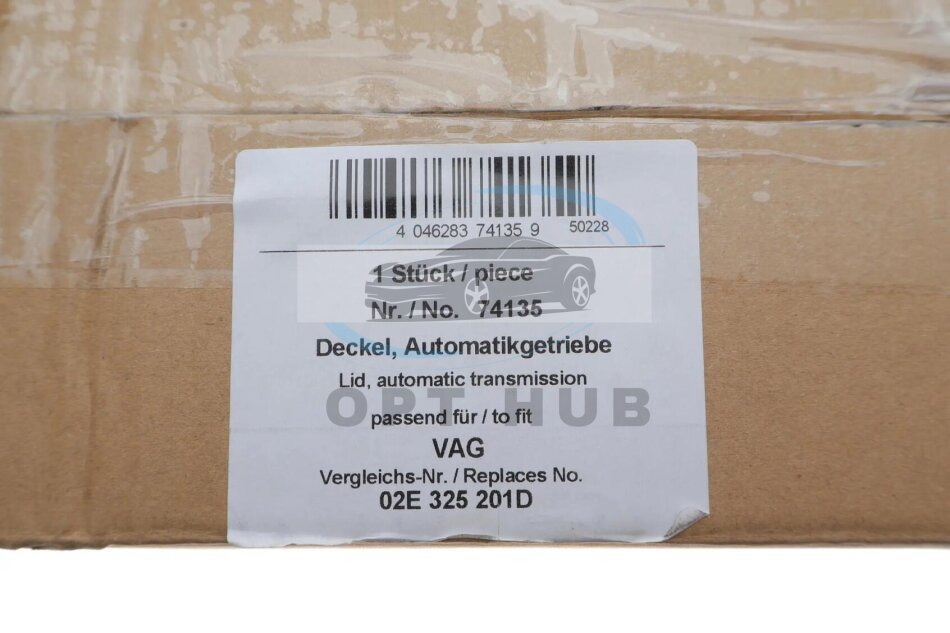 4 046283 74135 9 50228
1 Stück / piece
Nr. / No. 74135
Deckel, Automatikgetriebe
Lid, automatic transmission
OPT HUB
passend für / to fit
VAG
Vergleichs-Nr. / Replaces No.
02E 325 201D